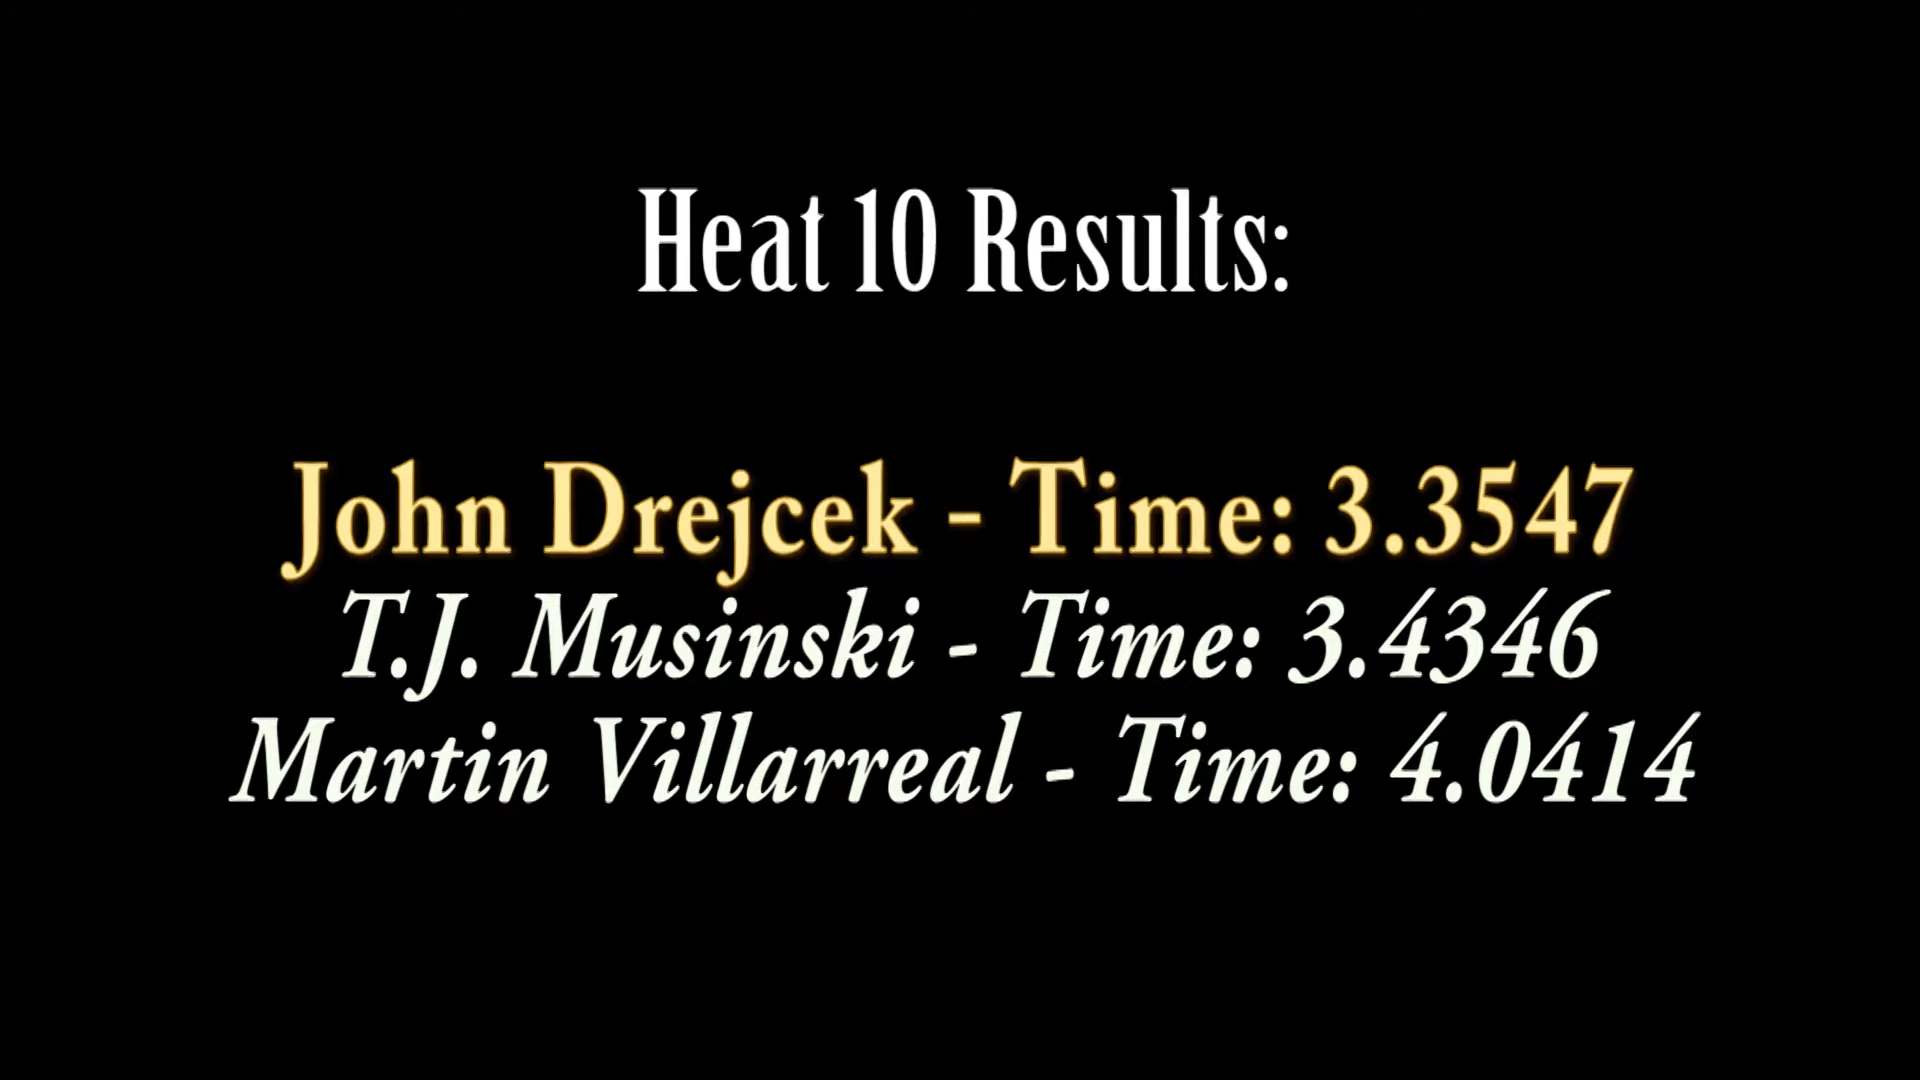 Heat 10 Results:
John Drejcek - Time: 3.3547
T.J. Musinski - Time: 3.4346
Martin Villarreal - Time: 4.0414